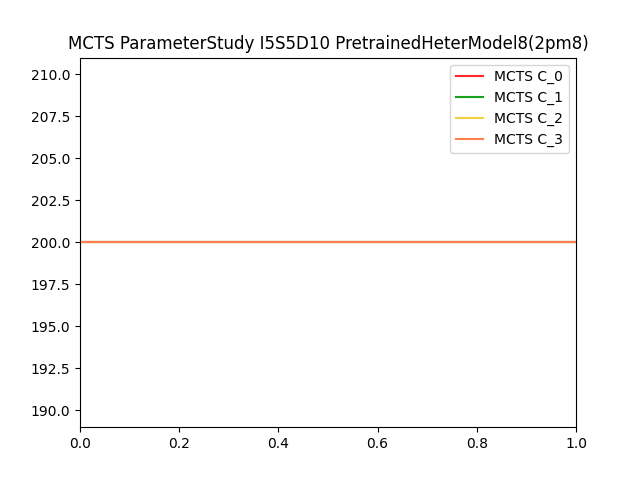 MCTS ParameterStudy I5S5D10 PretrainedHeterModel8(2pm8)
MCTS C_0
MCTS C_1
MCTS C_2
MCTS C_3
210.0
207.5
205.0
202.5
200.0
197.5
195.0
192.5
190.0
0.0 0.2 0.4 0.6 0.8 1.0